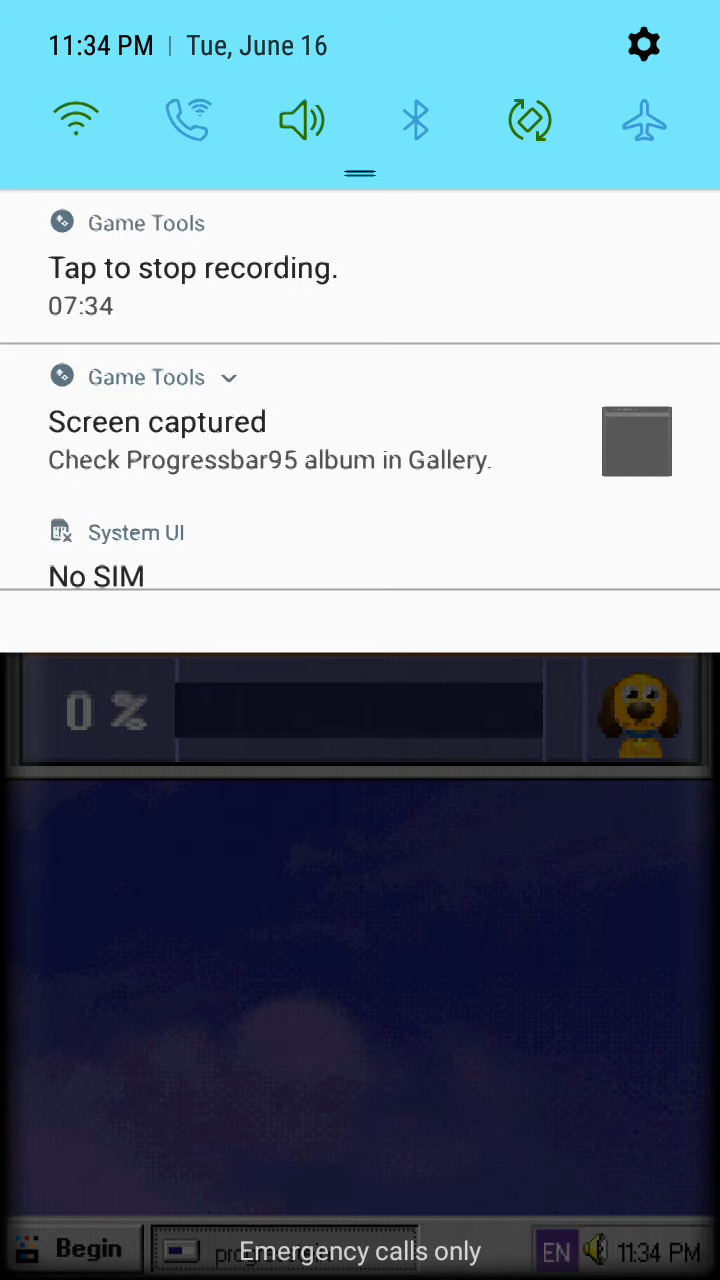 11:34 PM | Tue, June 16
Game Tools
Tap to stop recording.
07:34
Game Tools
Screen captured
Check Progressbar95 album in Gallery.
System UI
No SIM
0 %
Begin
Emergency calls only
EN
11:34 PM